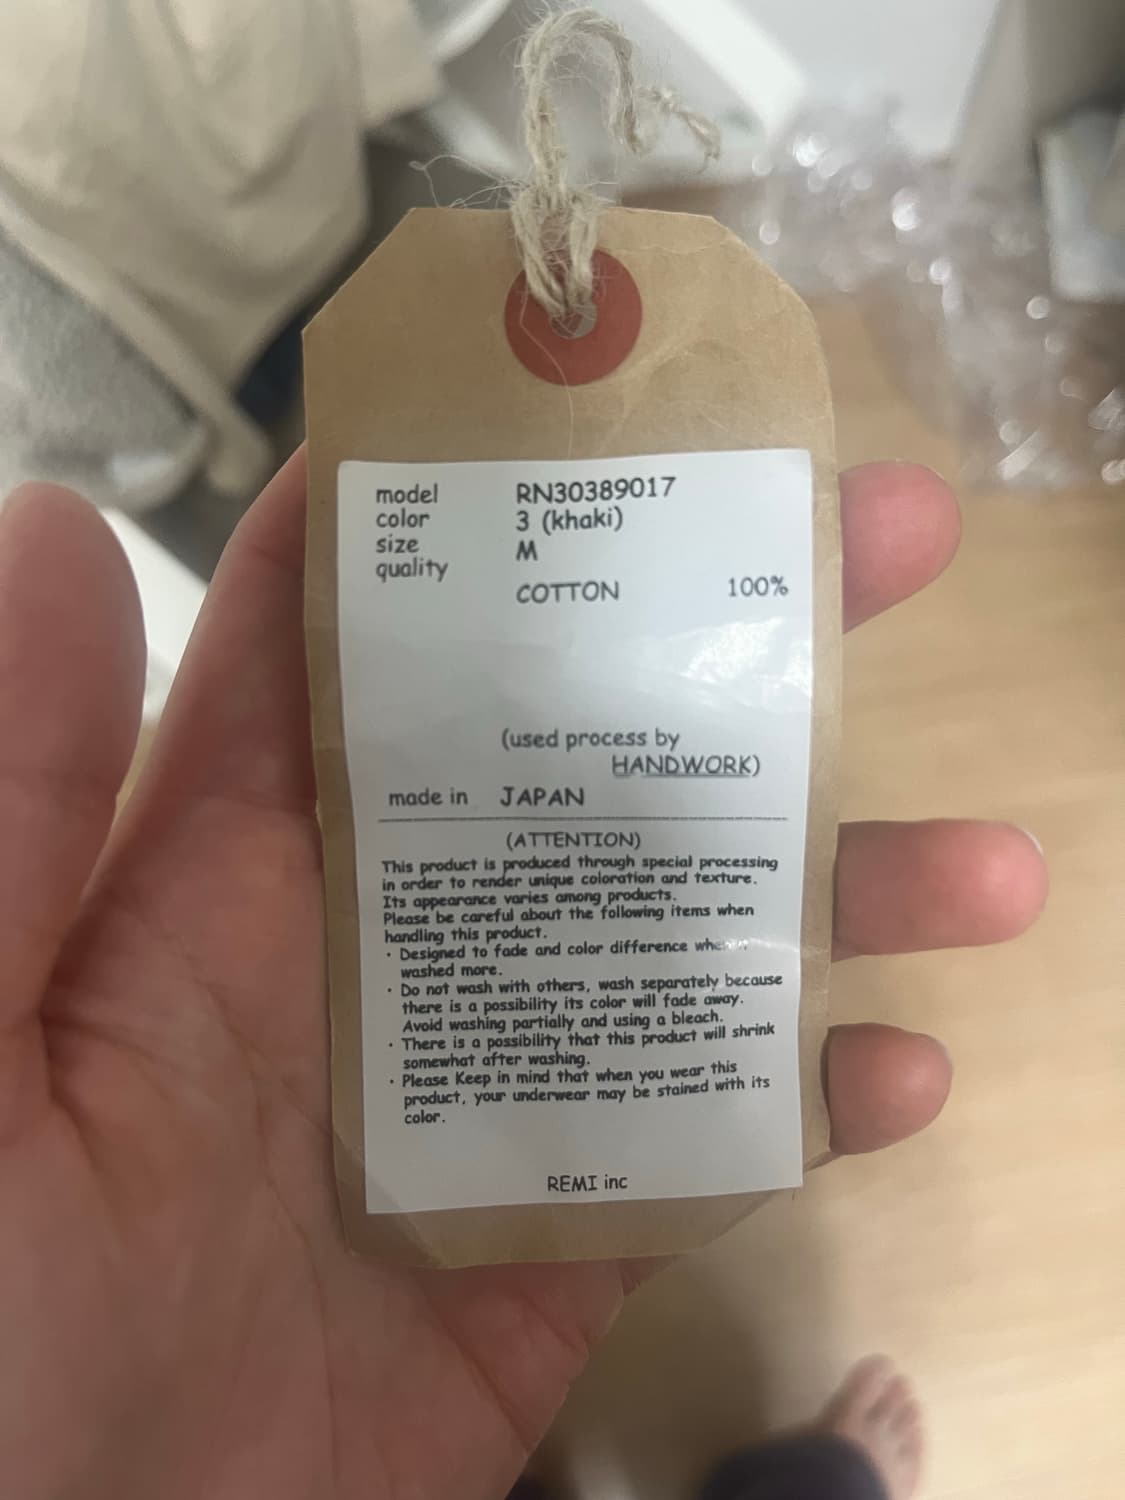 model RN30389017
color 3 (khaki)
size M
quality
COTTON 100%
(used process by
HANDWORK)
made in JAPAN
(ATTENTION)
This product is produced through special processing
in order to render unique coloration and texture.
Its appearance varies among products.
Please be careful about the following items when
handling this product.
· Designed to fade and color difference
washed more.
· Do not wash with others, wash separately because
there is a possibility its color will fade away.
Avoid washing partially and using a bleach.
· There is a possibility that this product will shrink
somewhat after washing.
· Please Keep in mind that when you wear this
product, your underwear may be stained with its
color.
REMI inc